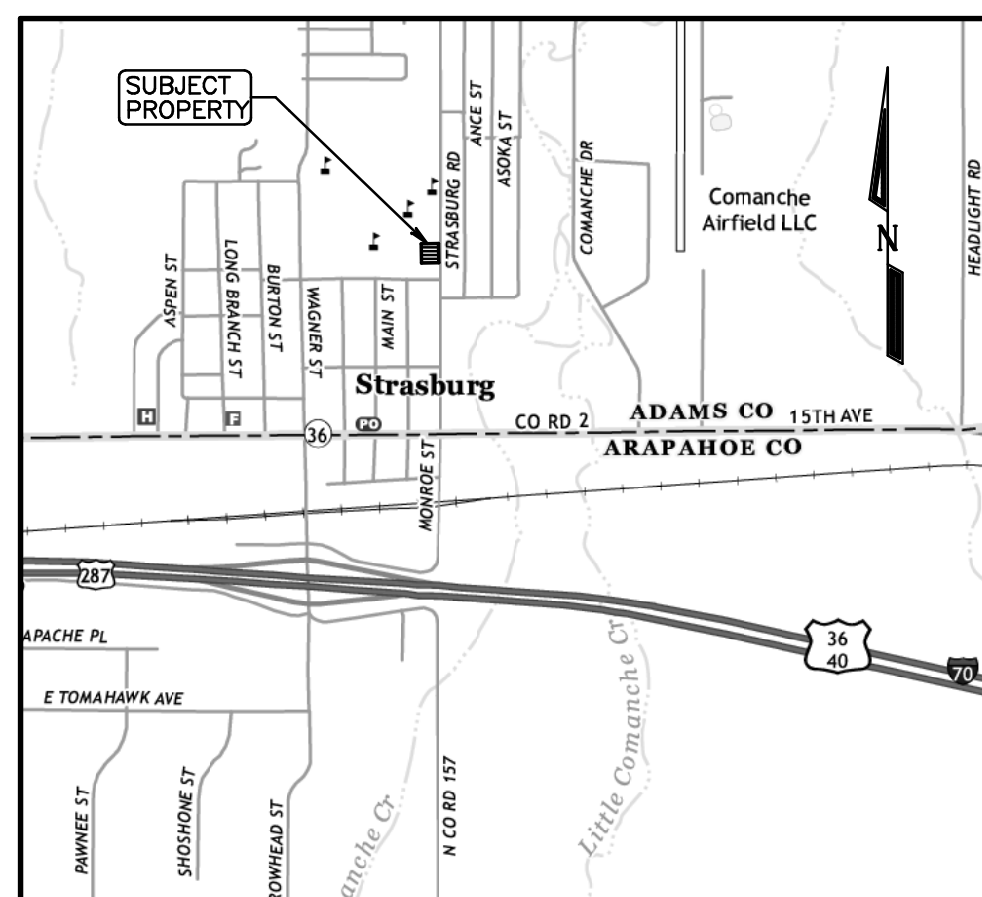 SUBJECT
PROPERTY
ANCE ST
ASOKA ST
STRASBURG RD
COMANCHE DR
Comanche
Airfield LLC
N
HEADLIGHT RD
ASPEN ST
LONG BRANCH ST
BURTON ST
WAGNER ST
MAIN ST
Strasburg
H
F
PO
36
CO RD 2
ADAMS CO
15TH AVE
ARAPAHOE CO
MONROE ST
287
APACHE PL
36
40
70
E TOMAHAWK AVE
PAWNEE ST
SHOSHONE ST
ROWHEAD ST
anche Cr
N CO RD 157
Little Comanche Cr